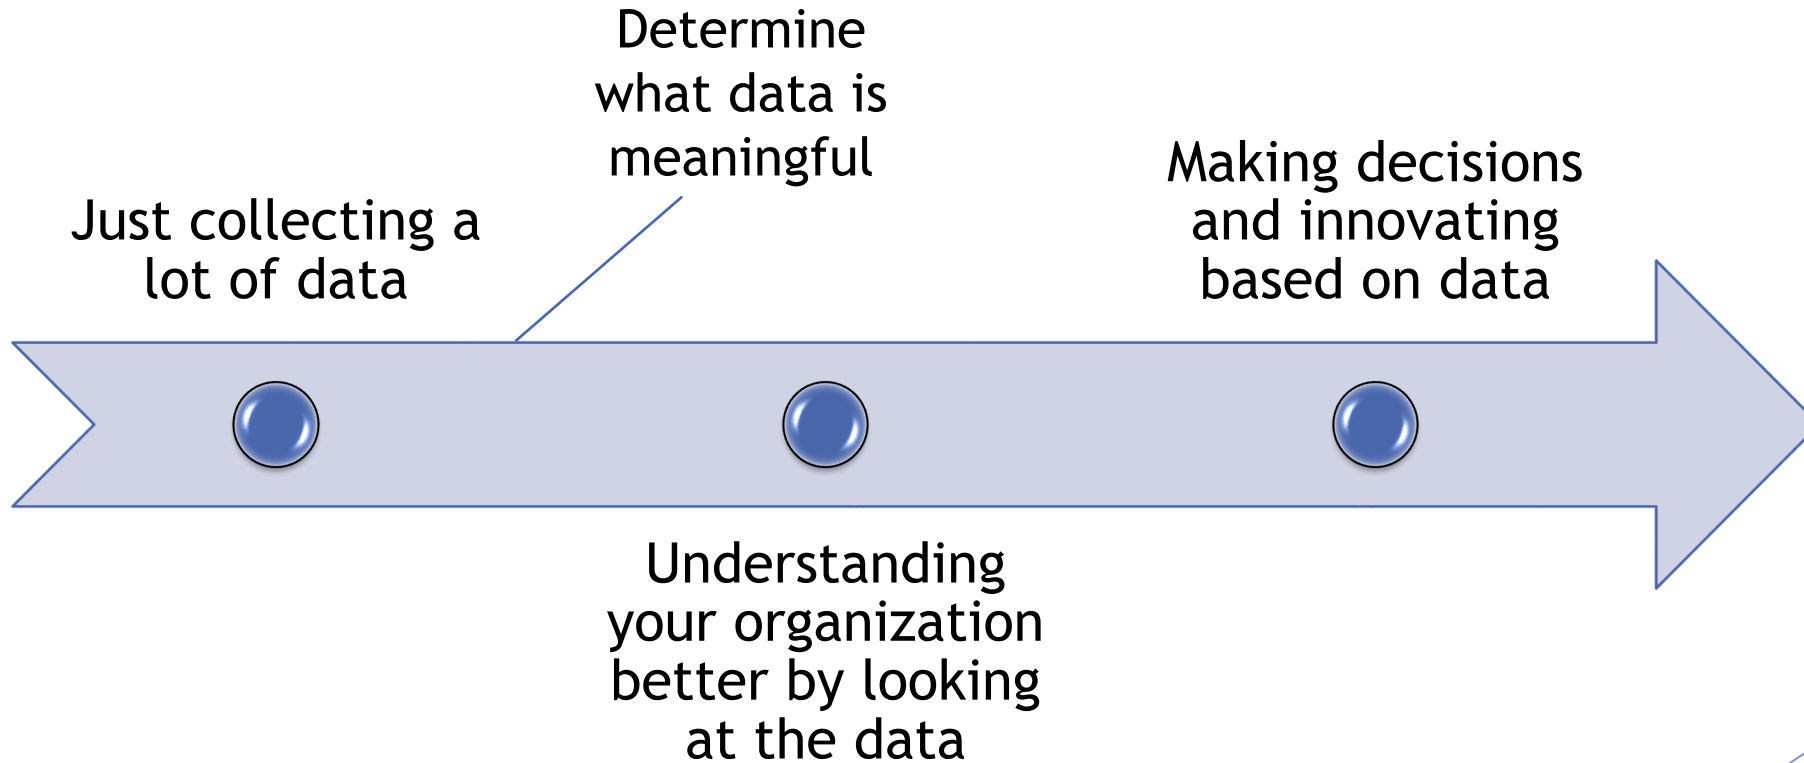 Just collecting a
lot of data
Determine
what data is
meaningful
Understanding
your organization
better by looking
at the data
Making decisions
and innovating
based on data